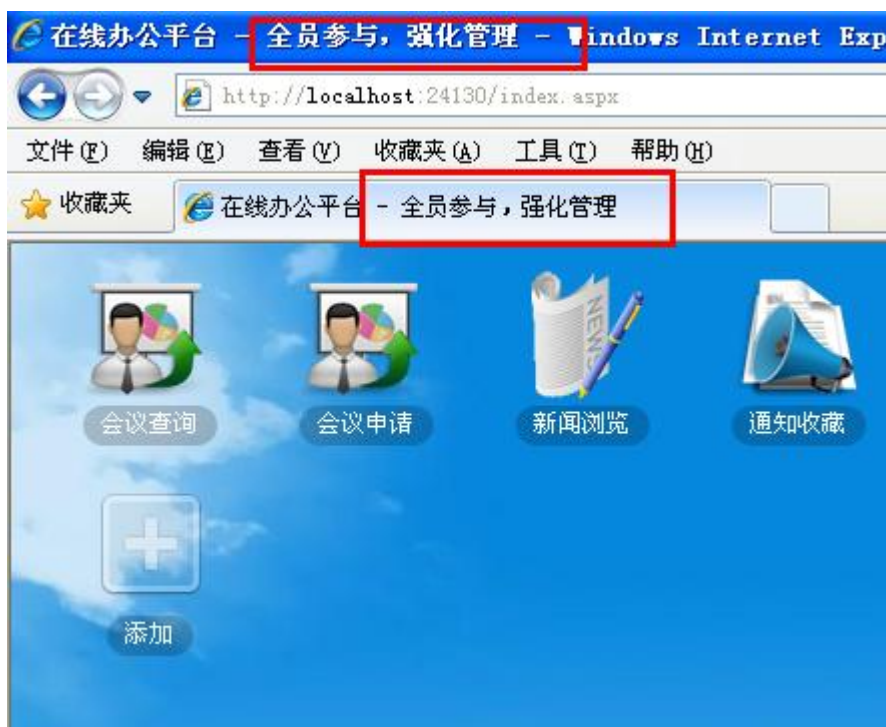 在线办公平台 - 全员参与，强化管理 - Windows Internet Exp
http://localhost:24130/index.aspx
文件(F) 编辑(E) 查看(V) 收藏夹(A) 工具(T) 帮助(H)
收藏夹 在线办公平台 - 全员参与，强化管理
NEWS
会议查询 会议申请 新闻浏览 通知收藏
添加